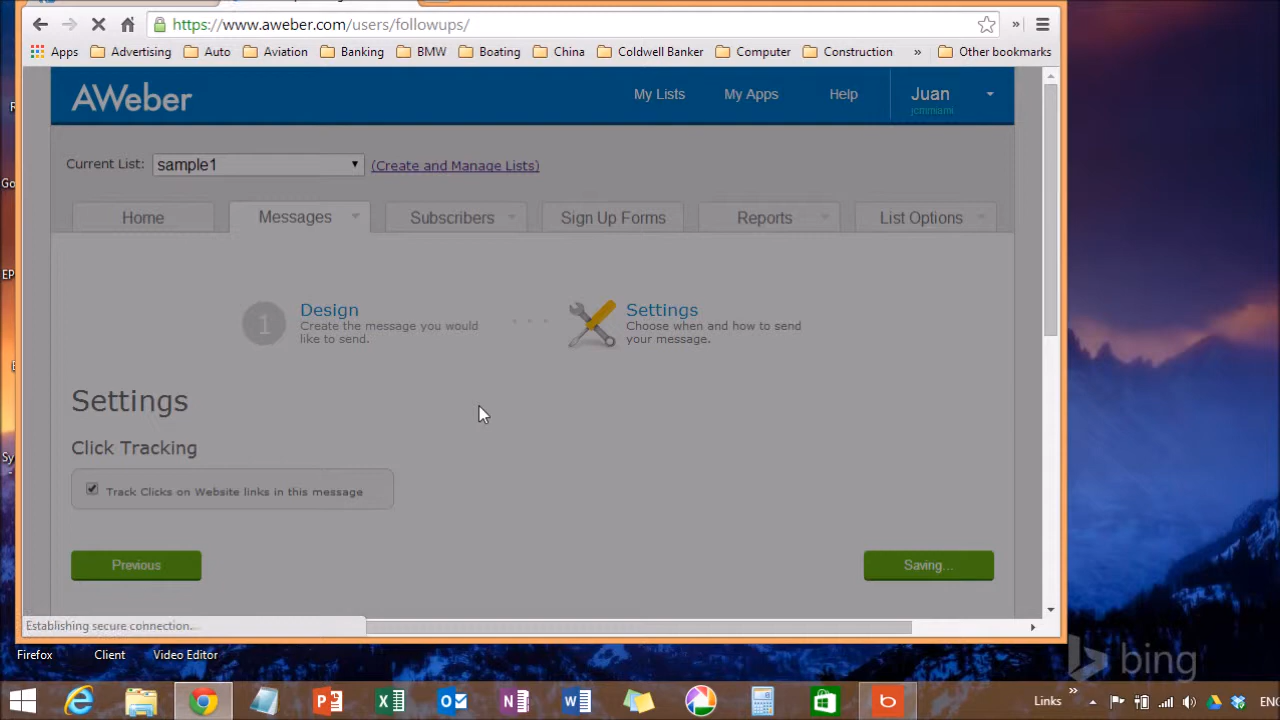 https://www.aweber.com/users/followups/
Apps Advertising Auto Aviation Banking BMW Boating China Coldwell Banker Computer Construction » Other bookmarks
AWeber My Lists My Apps Help Juan
jcmmiami
Current List: sample1 (Create and Manage Lists)
Home Messages Subscribers Sign Up Forms Reports List Options
1 Design
Create the message you would
like to send.
Settings
Choose when and how to send
your message.
Settings
Click Tracking
Track Clicks on Website links in this message
Previous Saving...
Establishing secure connection...
Firefox Client Video Editor
bing
Links » ENG